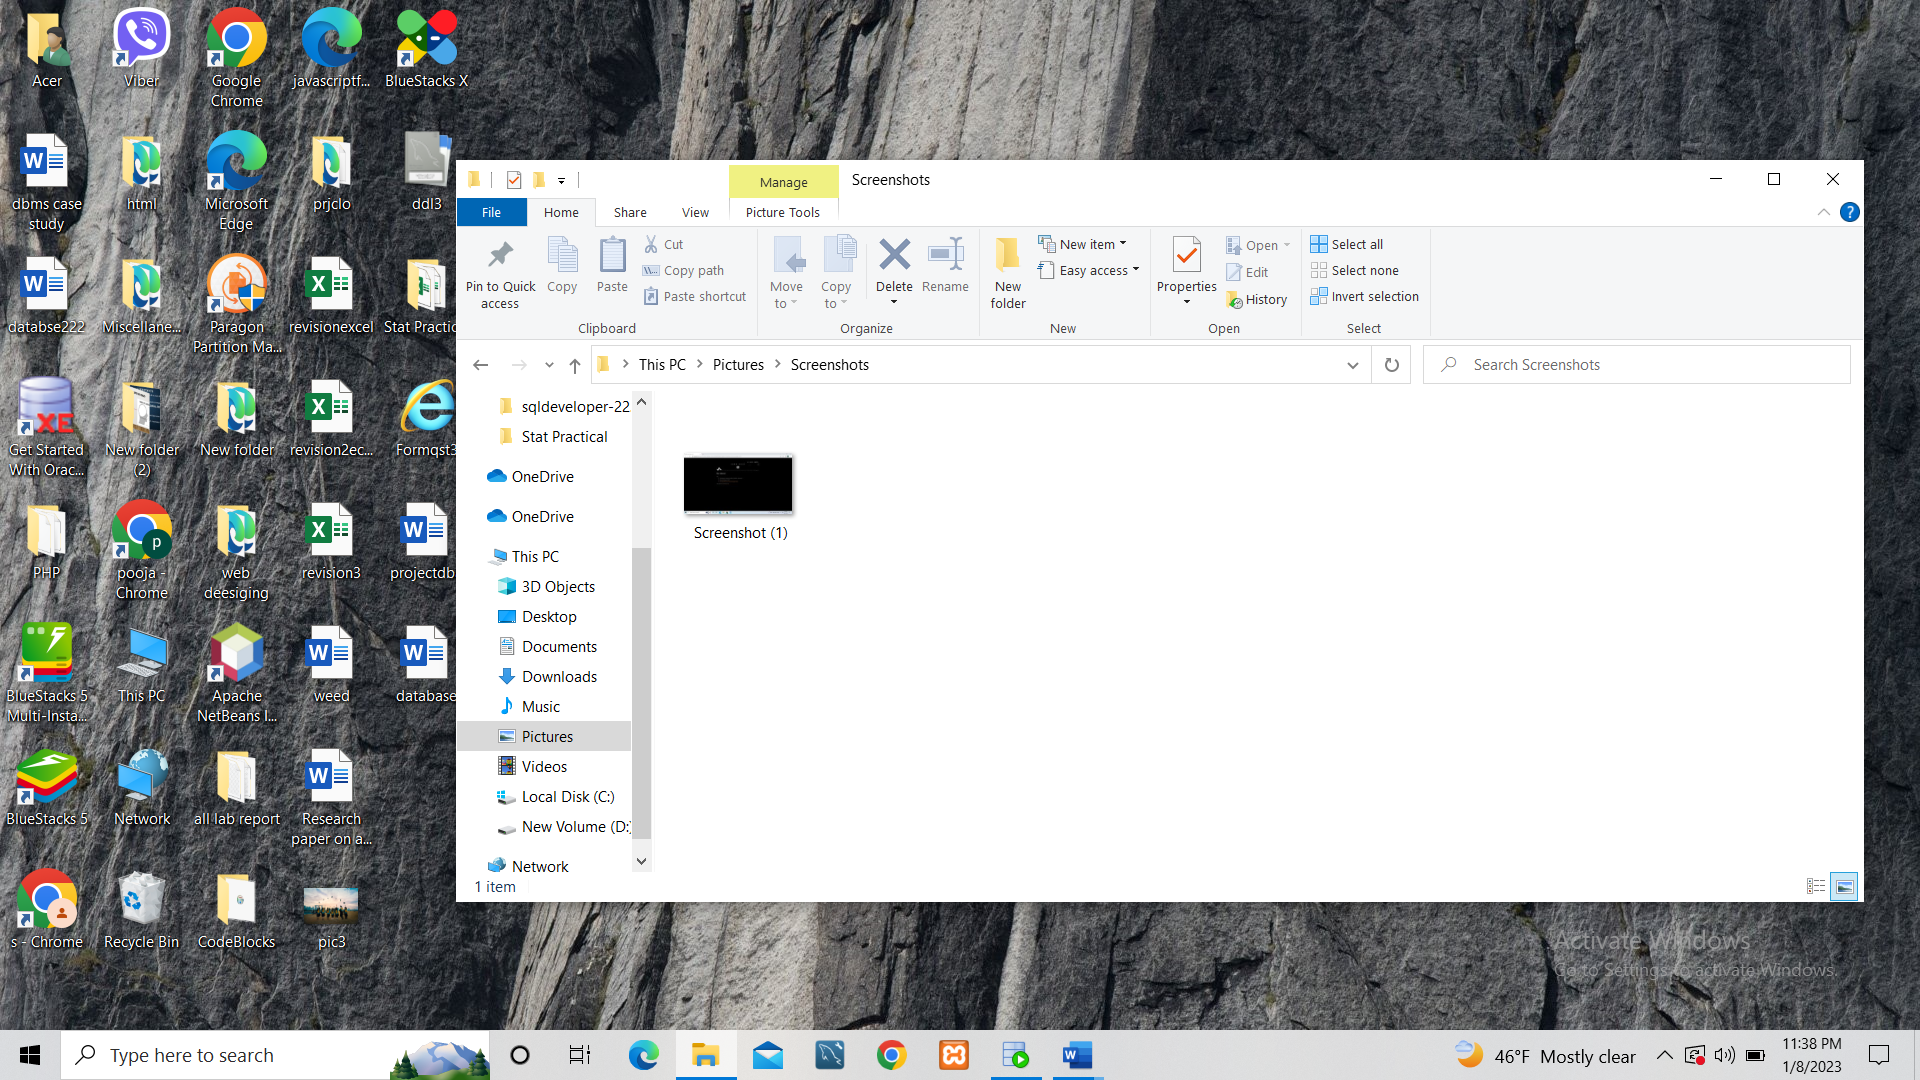 Acer
Viber
Google
Chrome
javascriptf...
BlueStacks X
dbms case
study
html
Microsoft
Edge
prjclo
ddl3
databse222
Miscellane...
Paragon
Partition Ma...
revisionexcel
Stat Practic
Get Started
With Orac...
New folder
(2)
New folder
revision2ec...
Formqst3
PHP
pooja -
Chrome
web
deesiging
revision3
projectdb
BlueStacks 5
Multi-Insta...
This PC
Apache
NetBeans I...
weed
database
BlueStacks 5
Network
all lab report
Research
paper on a...
s - Chrome
Recycle Bin
CodeBlocks
pic3
Manage
Screenshots
File
Home
Share
View
Picture Tools
Pin to Quick
access
Copy
Paste
Cut
Copy path
Paste shortcut
Clipboard
Move
to
Copy
to
Delete
Rename
Organize
New
folder
New item
Easy access
New
Properties
Open
Edit
History
Open
Select all
Select none
Invert selection
Select
This PC > Pictures > Screenshots
Search Screenshots
sqldeveloper-22
Stat Practical
OneDrive
OneDrive
This PC
3D Objects
Desktop
Documents
Downloads
Music
Pictures
Videos
Local Disk (C:)
New Volume (D:)
Network
Screenshot (1)
1 item
Activate Windows
Go to Settings to activate Windows.
Type here to search
46°F Mostly clear
11:38 PM
1/8/2023